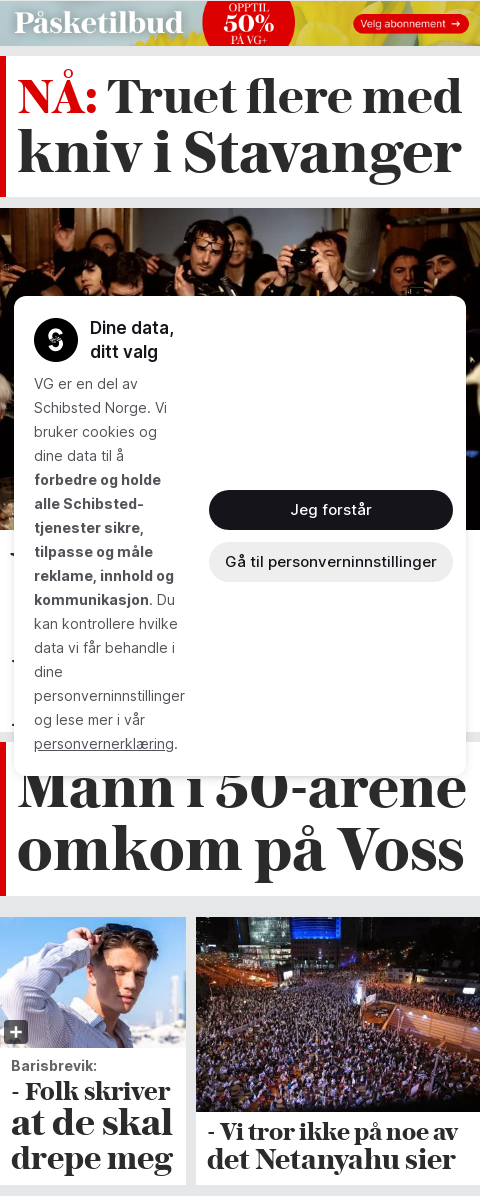 Påsketilbud
OPPTIL
50%
PÅ VG+
Velg abonnement →
NÅ: Truet flere med
kniv i Stavanger
Dine data,
ditt valg
VG er en del av
Schibsted Norge. Vi
bruker cookies og
dine data til å
forbedre og holde
alle Schibsted-
tjenester sikre,
tilpasse og måle
reklame, innhold og
kommunikasjon. Du
kan kontrollere hvilke
data vi får behandle i
dine
personverninnstillinger
og lese mer i vår
personvernerklæring.
Jeg forstår
Gå til personverninnstillinger
Mann i 50-årene
omkom på Voss
Barisbrevik:
- Folk skriver
at de skal
drepe meg
- Vi tror ikke på noe av
det Netanyahu sier